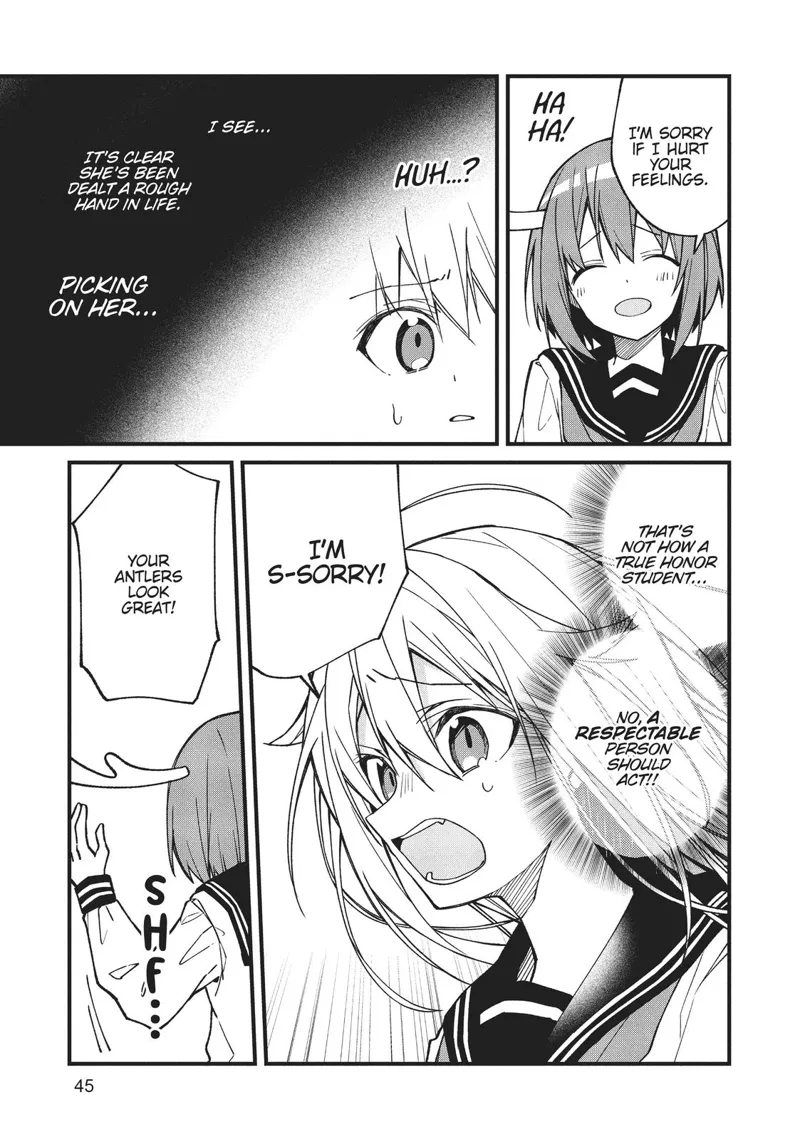 I'M SORRY
IF I HURT
YOUR
FEELINGS.
HA
HA!
HUH...?
I SEE...
IT'S CLEAR
SHE'S BEEN
DEALT A ROUGH
HAND IN LIFE.
PICKING
ON HER...
THAT'S
NOT HOW A
TRUE HONOR
STUDENT...
NO, A
RESPECTABLE
PERSON
SHOULD
ACT!!
I'M
S-SORRY!
YOUR
ANTLERS
LOOK
GREAT!
SHF...
45